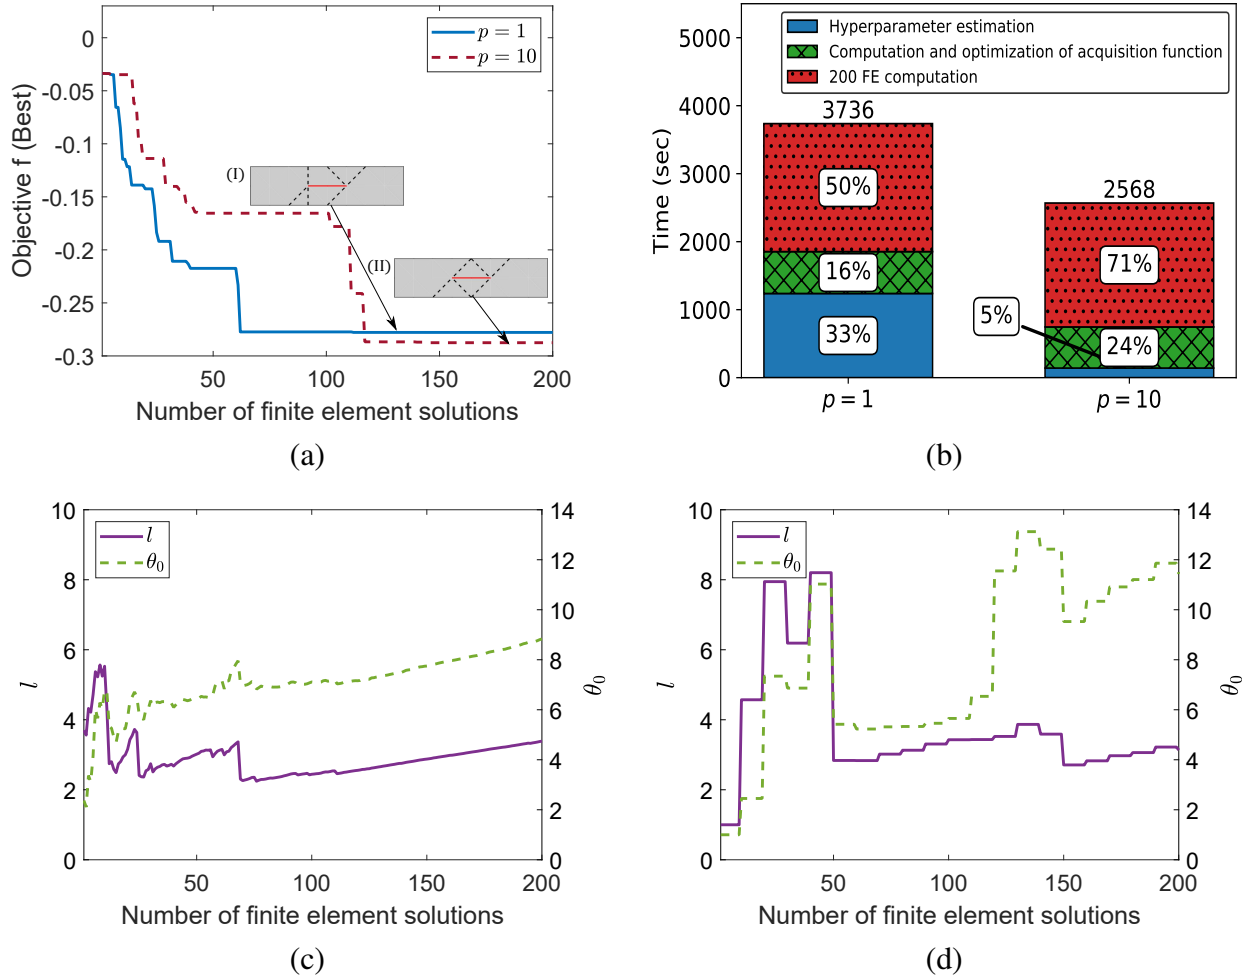 0
-0.05
-0.1
-0.15
-0.2
-0.25
-0.3
Objective f (Best)
p = 1
p = 10
(I)
(II)
50
100
150
200
Number of finite element solutions
(a)
Hyperparameter estimation
Computation and optimization of acquisition function
200 FE computation
5000
4000
3000
2000
1000
0
Time (sec)
3736
50%
16%
33%
2568
71%
5%
24%
p = 1
p = 10
(b)
10
8
6
4
2
0
l
l
θ0
14
12
10
8
6
4
2
0
θ0
50
100
150
200
Number of finite element solutions
(c)
10
8
6
4
2
0
l
l
θ0
14
12
10
8
6
4
2
0
θ0
50
100
150
200
Number of finite element solutions
(d)